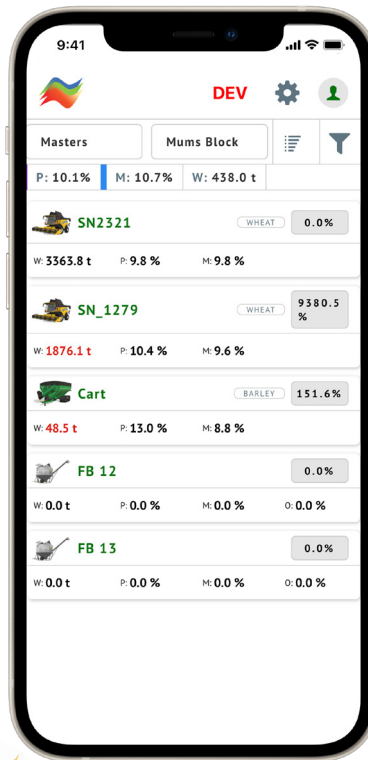 9:41
DEV
Masters Mums Block
P: 10.1% M: 10.7% W: 438.0 t
SN2321 WHEAT 0.0%
W: 3363.8 t P: 9.8 % M: 9.8 %
SN_1279 WHEAT 9380.5
%
W: 1876.1 t P: 10.4 % M: 9.6 %
Cart BARLEY 151.6%
W: 48.5 t P: 13.0 % M: 8.8 %
FB 12 0.0%
W: 0.0 t P: 0.0 % M: 0.0 % O: 0.0 %
FB 13 0.0%
W: 0.0 t P: 0.0 % M: 0.0 % O: 0.0 %